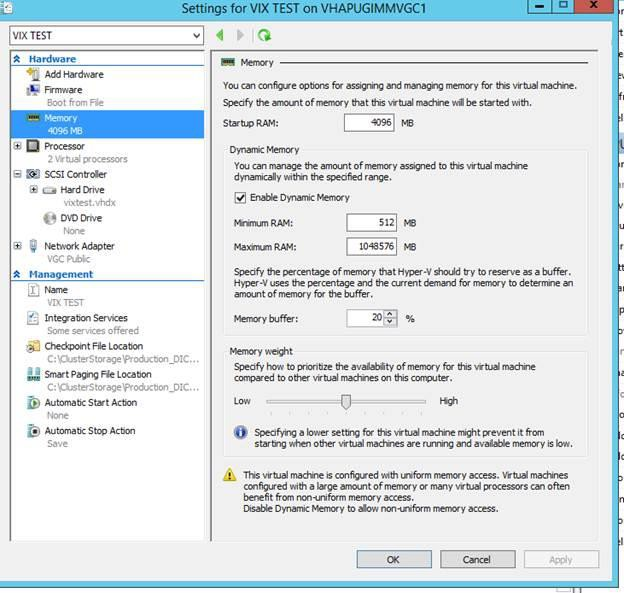 Settings for VIX TEST on VHAPUGIMMVGC1
VIX TEST
Hardware
Add Hardware
Firmware
Boot from File
Memory
4096 MB
Processor
2 Virtual processors
SCSI Controller
Hard Drive
vixtest.vhdx
DVD Drive
None
Network Adapter
VGC Public
Management
Name
VIX TEST
Integration Services
Some services offered
Checkpoint File Location
C:\ClusterStorage\Production_DIC...
Smart Paging File Location
C:\ClusterStorage\Production_DIC...
Automatic Start Action
None
Automatic Stop Action
Save
Memory
You can configure options for assigning and managing memory for this virtual machine.
Specify the amount of memory that this virtual machine will be started with.
Startup RAM: 4096 MB
Dynamic Memory
You can manage the amount of memory assigned to this virtual machine
dynamically within the specified range.
Enable Dynamic Memory
Minimum RAM: 512 MB
Maximum RAM: 1048576 MB
Specify the percentage of memory that Hyper-V should try to reserve as a buffer.
Hyper-V uses the percentage and the current demand for memory to determine an
amount of memory for the buffer.
Memory buffer: 20 %
Memory weight
Specify how to prioritize the availability of memory for this virtual machine
compared to other virtual machines on this computer.
Low High
Specifying a lower setting for this virtual machine might prevent it from
starting when other virtual machines are running and available memory is low.
This virtual machine is configured with uniform memory access. Virtual machines
configured with a large amount of memory or many virtual processors can often
benefit from non-uniform memory access.
Disable Dynamic Memory to allow non-uniform memory access.
OK Cancel Apply